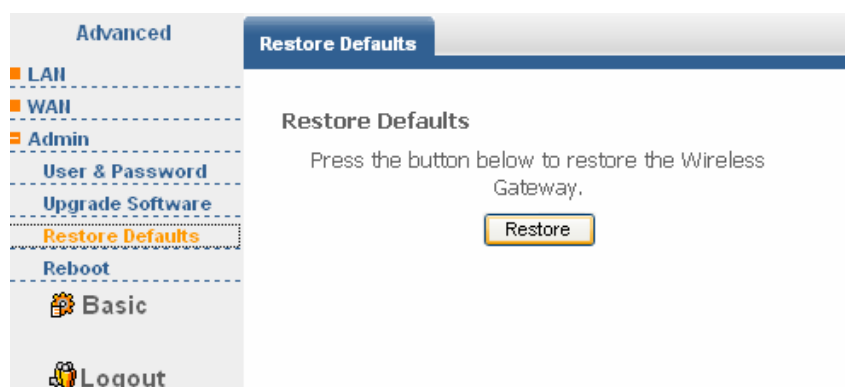 Advanced
LAN
WAN
Admin
User & Password
Upgrade Software
Restore Defaults
Reboot
Basic
Logout
Restore Defaults
Restore Defaults
Press the button below to restore the Wireless
Gateway.
Restore